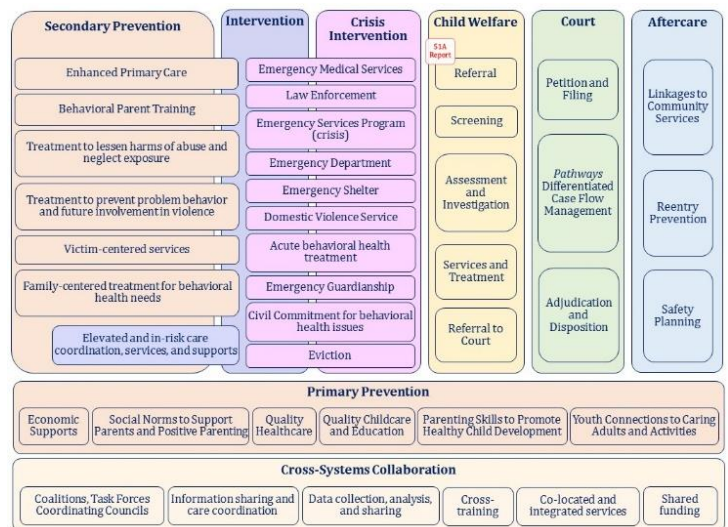 Secondary Prevention
Enhanced Primary Care
Behavioral Parent Training
Treatment to lessen harms of abuse and
neglect exposure
Treatment to prevent problem behavior
and future involvement in violence
Victim-centered services
Family-centered treatment for behavioral
health needs
Elevated and in-risk care
coordination, services, and supports
Intervention
Crisis
Intervention
Emergency Medical Services
Law Enforcement
Emergency Services Program
(crisis)
Emergency Department
Emergency Shelter
Domestic Violence Service
Acute behavioral health
treatment
Emergency Guardianship
Civil Commitment for behavioral
health issues
Eviction
Child Welfare
51A
Report
Referral
Screening
Assessment
and
Investigation
Services and
Treatment
Referral to
Court
Court
Petition and
Filing
Pathways
Differentiated
Case Flow
Management
Adjudication
and
Disposition
Aftercare
Linkages to
Community
Services
Reentry
Prevention
Safety
Planning
Primary Prevention
Economic
Supports
Social Norms to Support
Parents and Positive Parenting
Quality
Healthcare
Quality Childcare
and Education
Parenting Skills to Promote
Healthy Child Development
Youth Connections to Caring
Adults and Activities
Cross-Systems Collaboration
Coalitions, Task Forces
Coordinating Councils
Information sharing and
care coordination
Data collection, analysis,
and sharing
Cross-
training
Co-located and
integrated services
Shared
funding